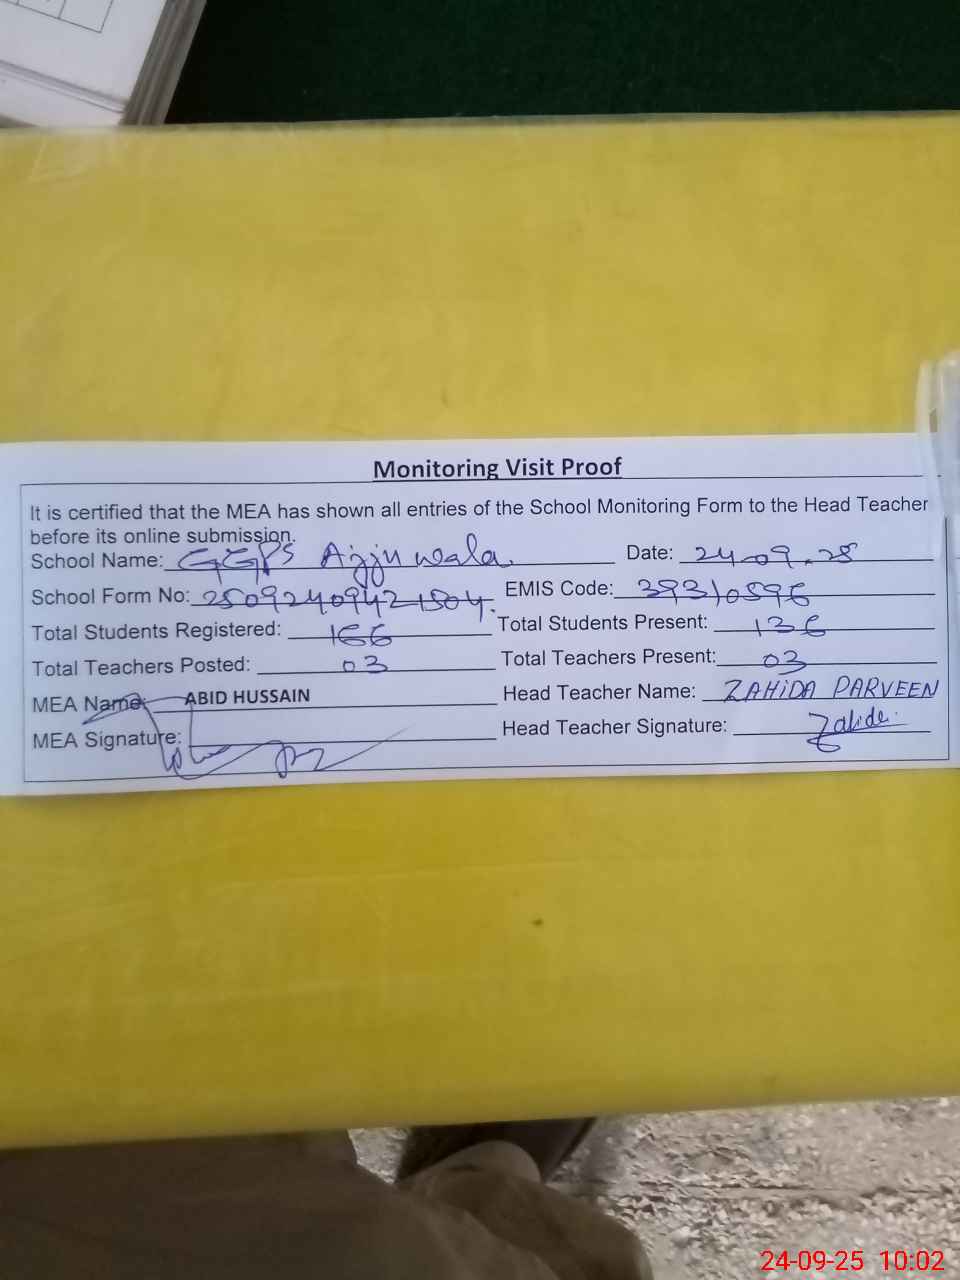 Monitoring Visit Proof
It is certified that the MEA has shown all entries of the School Monitoring Form to the Head Teacher
before its online submission.
School Name: GGPS Ajju wala. Date: 24-09.25
School Form No: 25092409421504. EMIS Code: 39310596
Total Students Registered: 166 Total Students Present: 136
Total Teachers Posted: 03 Total Teachers Present: 03
MEA Name: ABID HUSSAIN Head Teacher Name: ZAHIDA PARVEEN
MEA Signature: Head Teacher Signature: Zahida
24-09-25 10:02